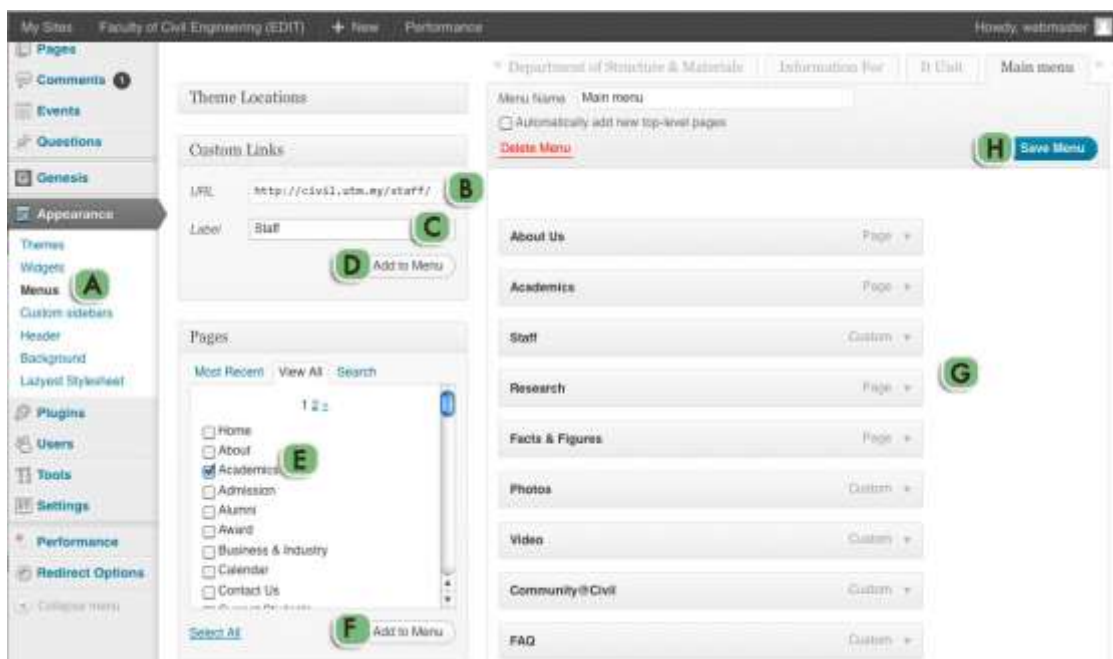 My Sites Faculty of Civil Engineering (EDIT) + New Performance Howdy, webmaster
Pages
Comments 1
Events
Questions
Genesis
Appearance
Themes
Widgets
Menus A
Custom sidebars
Header
Background
Lazyest Stylesheet
Plugins
Users
Tools
Settings
Performance
Redirect Options
Collapse menu
Theme Locations
Custom Links
URL http://civil.utm.my/staff/ B
Label Staff C
D Add to Menu
Pages
Most Recent View All Search
1 2 »
Home
About
Academics E
Admission
Alumni
Award
Business & Industry
Calendar
Contact Us
Select All F Add to Menu
Department of Structure & Materials Information For It Unit Main menu
Menu Name Main menu
Automatically add new top-level pages
Delete Menu H Save Menu
About Us Page
Academics Page
Staff Custom
G
Research Page
Facts & Figures Page
Photos Custom
Video Custom
Community@Civil Custom
FAQ Custom